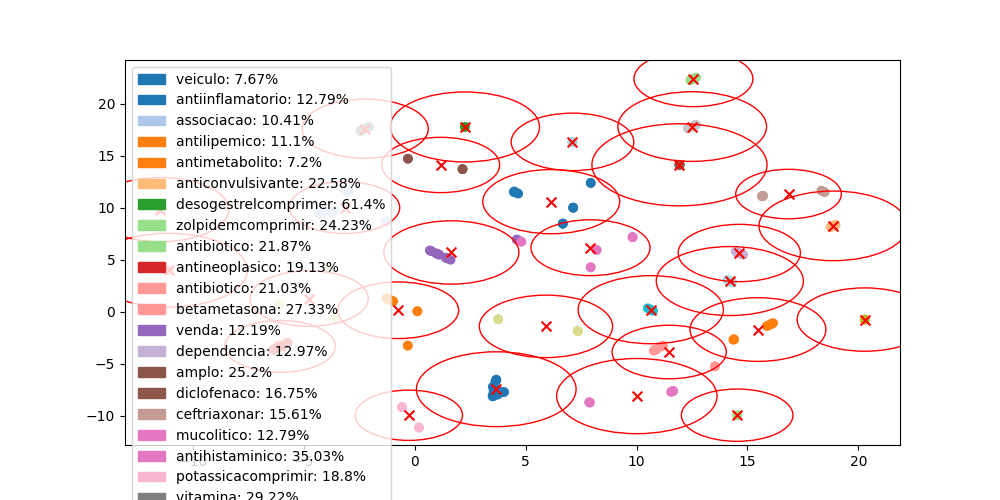 veiculo: 7.67%
antiinflamatorio: 12.79%
associacao: 10.41%
antilipemico: 11.1%
antimetabolito: 7.2%
anticonvulsivante: 22.58%
desogestrelcomprimer: 61.4%
zolpidemcomprimir: 24.23%
antibiotico: 21.87%
antineoplasico: 19.13%
antibiotico: 21.03%
betametasona: 27.33%
venda: 12.19%
dependencia: 12.97%
amplo: 25.2%
diclofenaco: 16.75%
ceftriaxonar: 15.61%
mucolitico: 12.79%
antihistaminico: 35.03%
potassicacomprimir: 18.8%
vitamina: 29.22%
20
15
10
5
0
−5
−10
−10 −5 0 5 10 15 20